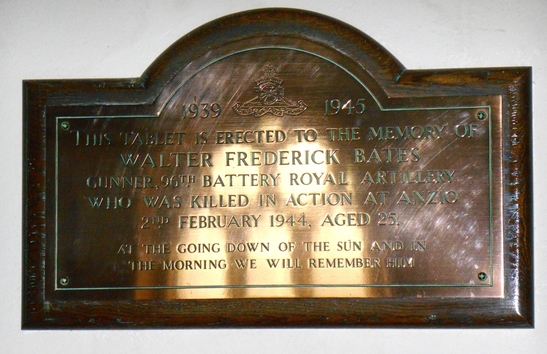 1939 1945
THIS TABLET IS ERECTED TO THE MEMORY OF
WALTER FREDERICK BATES
GUNNER, 96TH BATTERY ROYAL ARTILLERY
WHO WAS KILLED IN ACTION AT ANZIO
2ND FEBRUARY 1944, AGED 25.
AT THE GOING DOWN OF THE SUN AND IN
THE MORNING WE WILL REMEMBER HIM